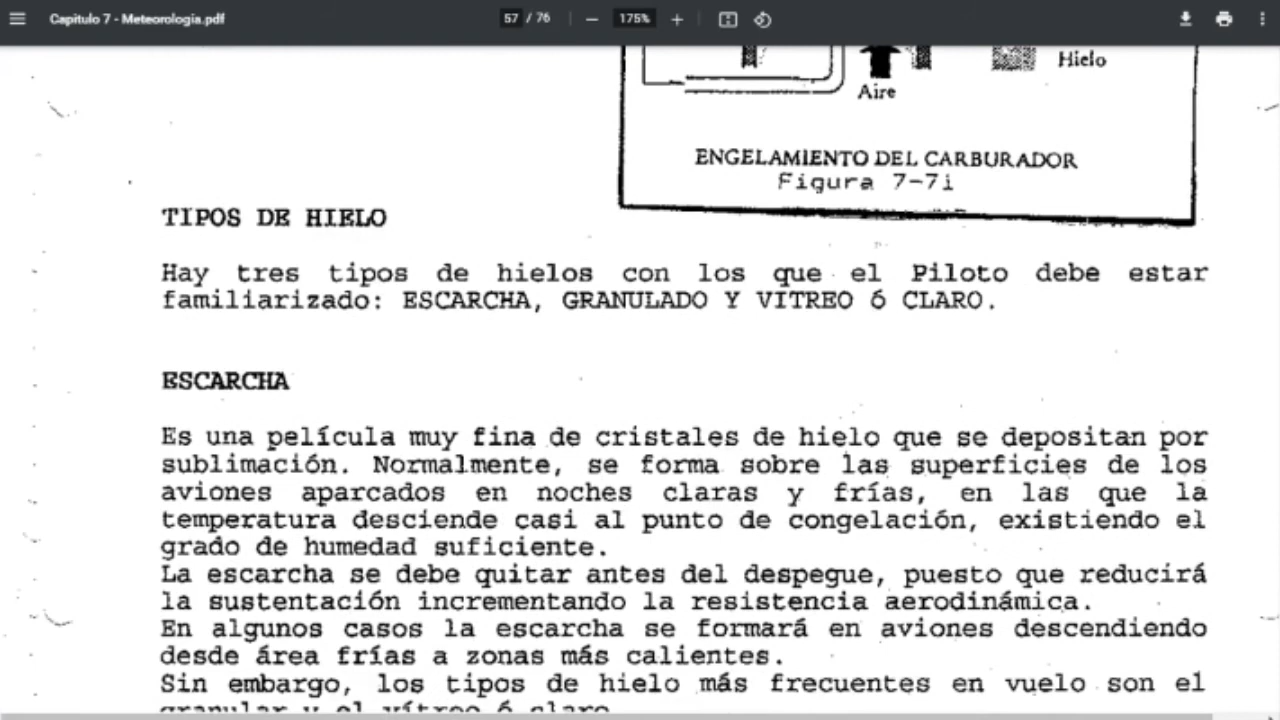 Capitulo 7 - Meteorologia.pdf
57 / 76
175%
Hielo
Aire
ENGELAMIENTO DEL CARBURADOR
Figura 7-7i
TIPOS DE HIELO
Hay tres tipos de hielos con los que el Piloto debe estar
familiarizado: ESCARCHA, GRANULADO Y VITREO ó CLARO.
ESCARCHA
Es una película muy fina de cristales de hielo que se depositan por
sublimación. Normalmente, se forma sobre las superficies de los
aviones aparcados en noches claras y frías, en las que la
temperatura desciende casi al punto de congelación, existiendo el
grado de humedad suficiente.
La escarcha se debe quitar antes del despegue, puesto que reducirá
la sustentación incrementando la resistencia aerodinámica.
En algunos casos la escarcha se formará en aviones descendiendo
desde área frías a zonas más calientes.
Sin embargo, los tipos de hielo más frecuentes en vuelo son el
granular y el vítreo ó claro.